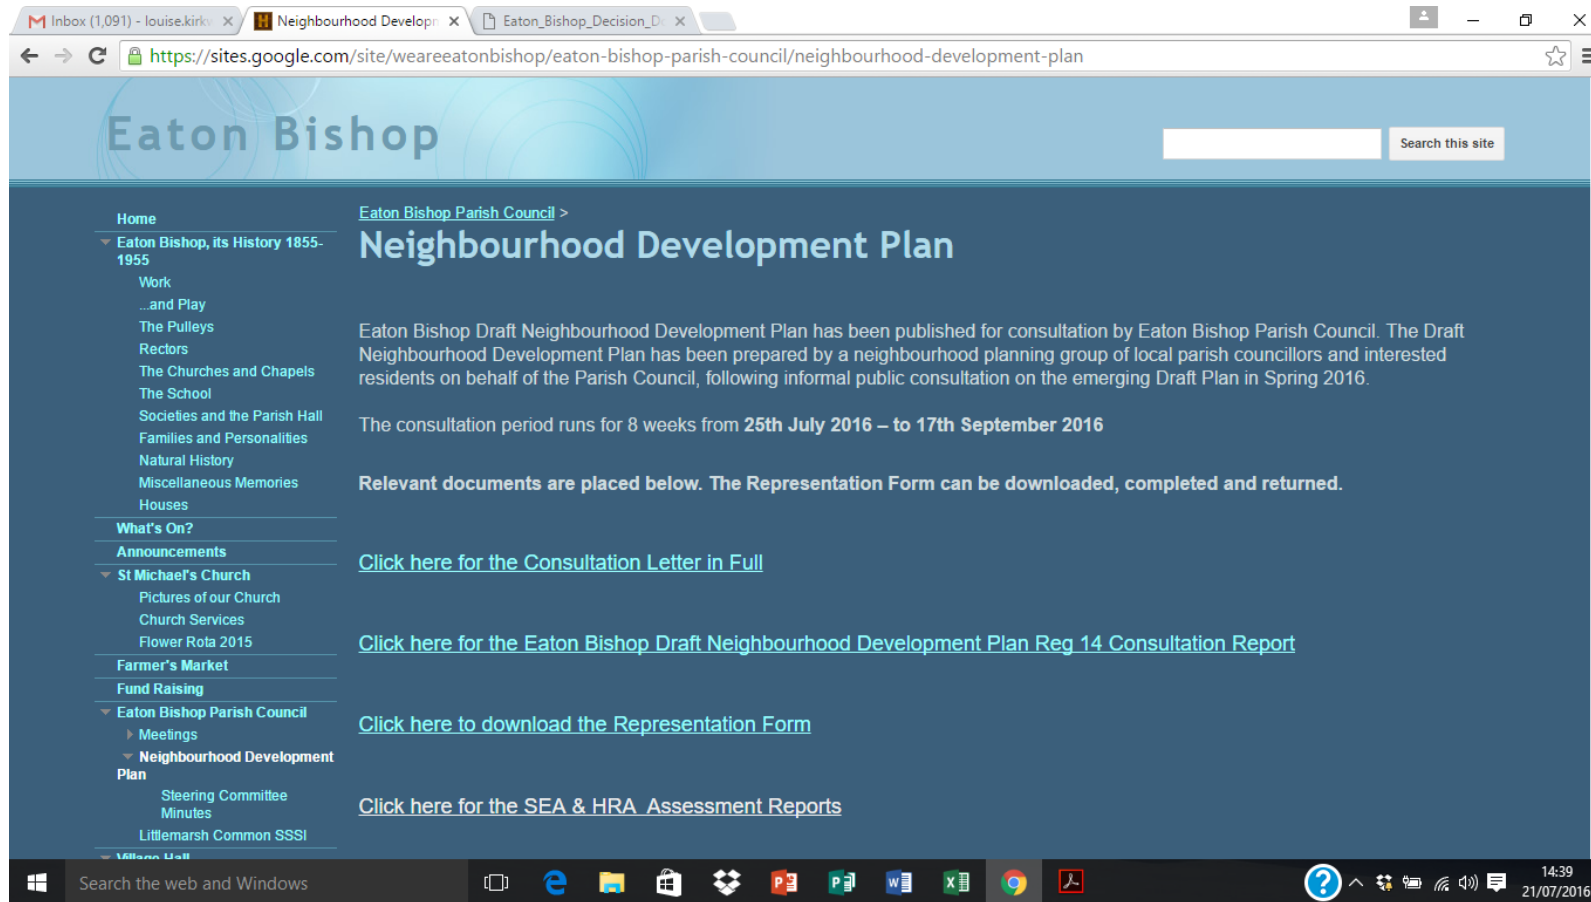 Inbox (1,091) - louise.kirkv
Neighbourhood Developm
Eaton_Bishop_Decision_Do
https://sites.google.com/site/weareeatonbishop/eaton-bishop-parish-council/neighbourhood-development-plan
Eaton Bishop
Search this site
Home
Eaton Bishop, its History 1855-
1955
Work
...and Play
The Pulleys
Rectors
The Churches and Chapels
The School
Societies and the Parish Hall
Families and Personalities
Natural History
Miscellaneous Memories
Houses
What's On?
Announcements
St Michael's Church
Pictures of our Church
Church Services
Flower Rota 2015
Farmer's Market
Fund Raising
Eaton Bishop Parish Council
Meetings
Neighbourhood Development
Plan
Steering Committee
Minutes
Littlemarsh Common SSSI
Village Hall
Eaton Bishop Parish Council >
Neighbourhood Development Plan
Eaton Bishop Draft Neighbourhood Development Plan has been published for consultation by Eaton Bishop Parish Council. The Draft
Neighbourhood Development Plan has been prepared by a neighbourhood planning group of local parish councillors and interested
residents on behalf of the Parish Council, following informal public consultation on the emerging Draft Plan in Spring 2016.
The consultation period runs for 8 weeks from 25th July 2016 – to 17th September 2016
Relevant documents are placed below. The Representation Form can be downloaded, completed and returned.
Click here for the Consultation Letter in Full
Click here for the Eaton Bishop Draft Neighbourhood Development Plan Reg 14 Consultation Report
Click here to download the Representation Form
Click here for the SEA & HRA Assessment Reports
Search the web and Windows
14:39
21/07/2016